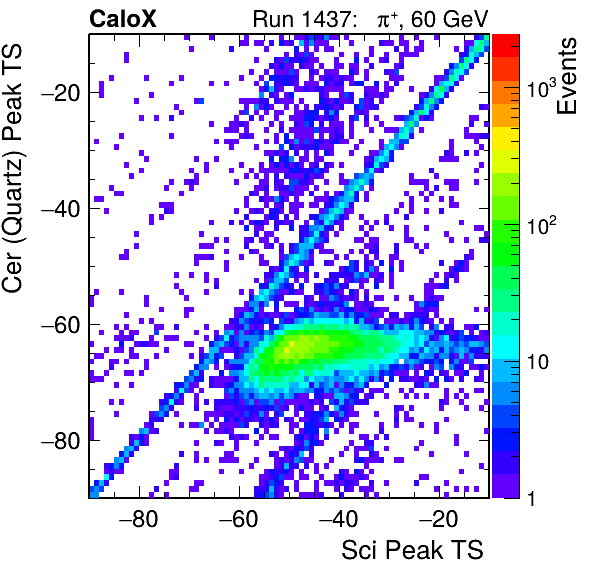 CaloX Run 1437: π⁺, 60 GeV
Cer (Quartz) Peak TS
−20
−40
−60
−80
−80 −60 −40 −20
Sci Peak TS
Events
10³
10²
10
1